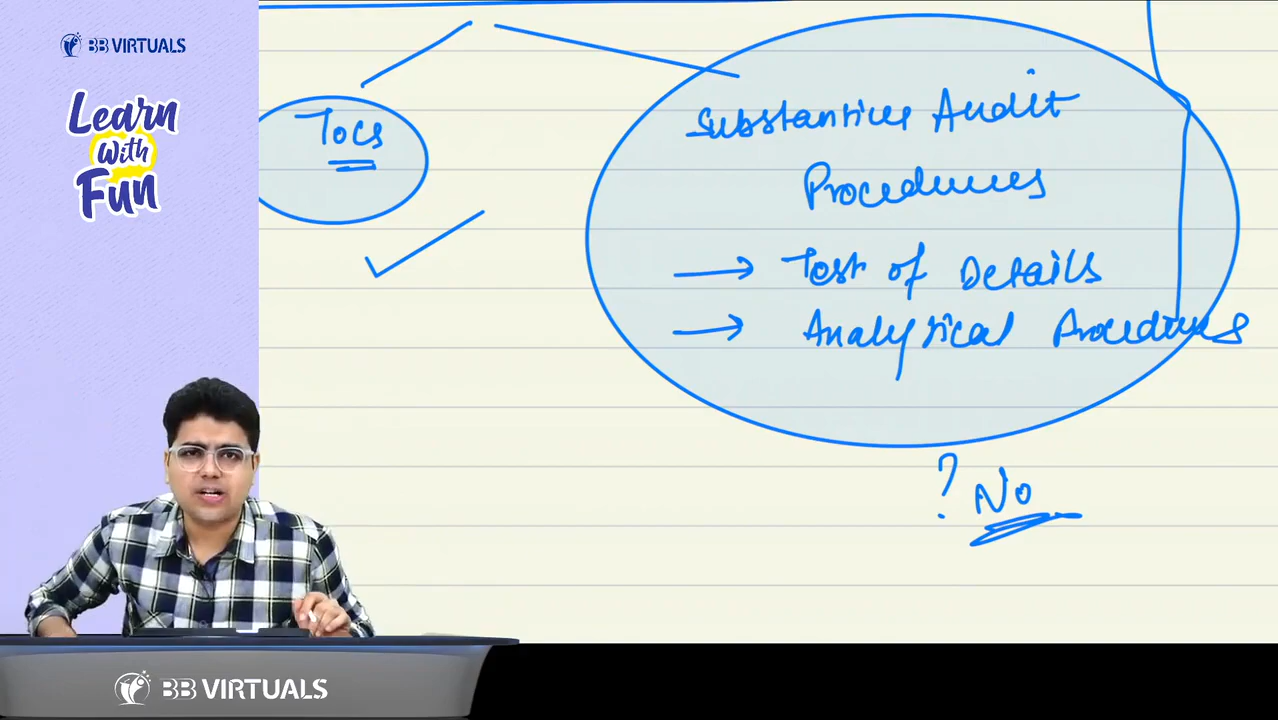 BB VIRTUALS
Learn
With
Fun
TOCs
Substantive Audit
Procedures
→ Test of Details
→ Analytical Procedures
? No
BB VIRTUALS